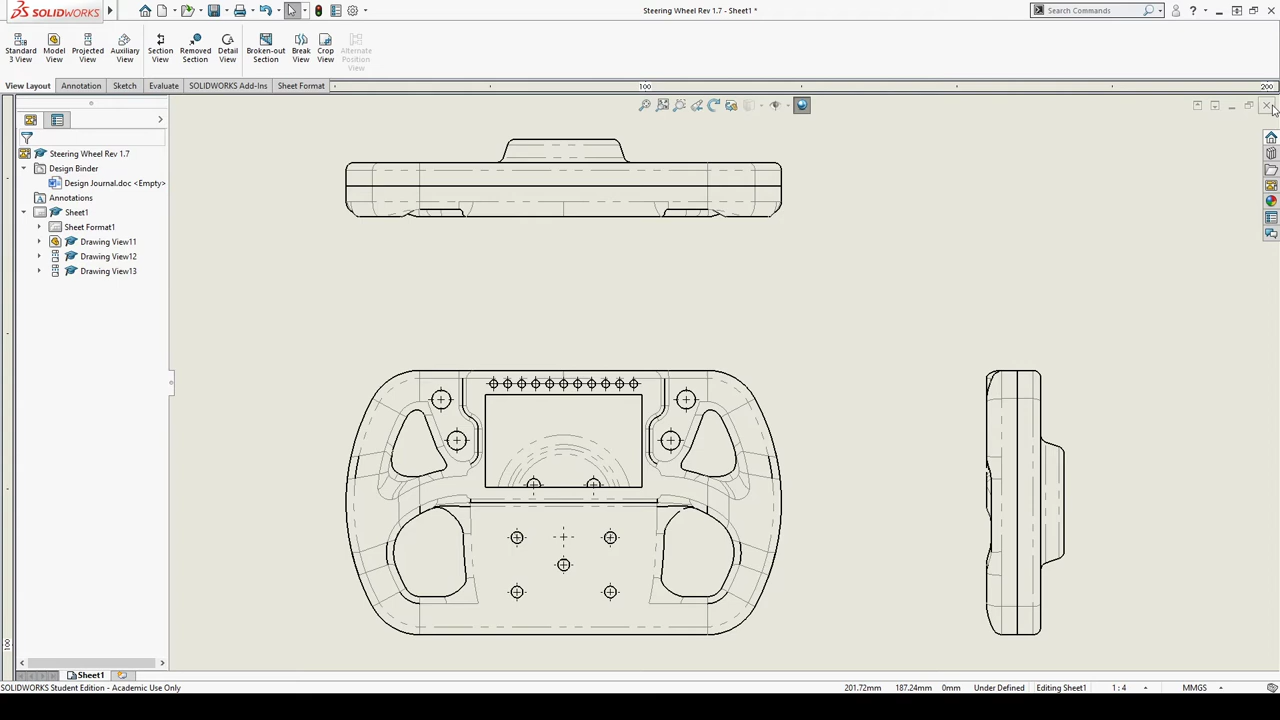 SOLIDWORKS
Steering Wheel Rev 1.7 - Sheet1 *
Search Commands
Standard 3 View
Model View
Projected View
Auxiliary View
Section View
Removed Section
Detail View
Broken-out Section
Break View
Crop View
Alternate Position View
View Layout
Annotation
Sketch
Evaluate
SOLIDWORKS Add-Ins
Sheet Format
100
200
Steering Wheel Rev 1.7
Design Binder
Design Journal.doc <Empty>
Annotations
Sheet1
Sheet Format1
Drawing View11
Drawing View12
Drawing View13
100
Sheet1
SOLIDWORKS Student Edition - Academic Use Only
201.72mm
187.24mm
0mm
Under Defined
Editing Sheet1
1 : 4
MMGS